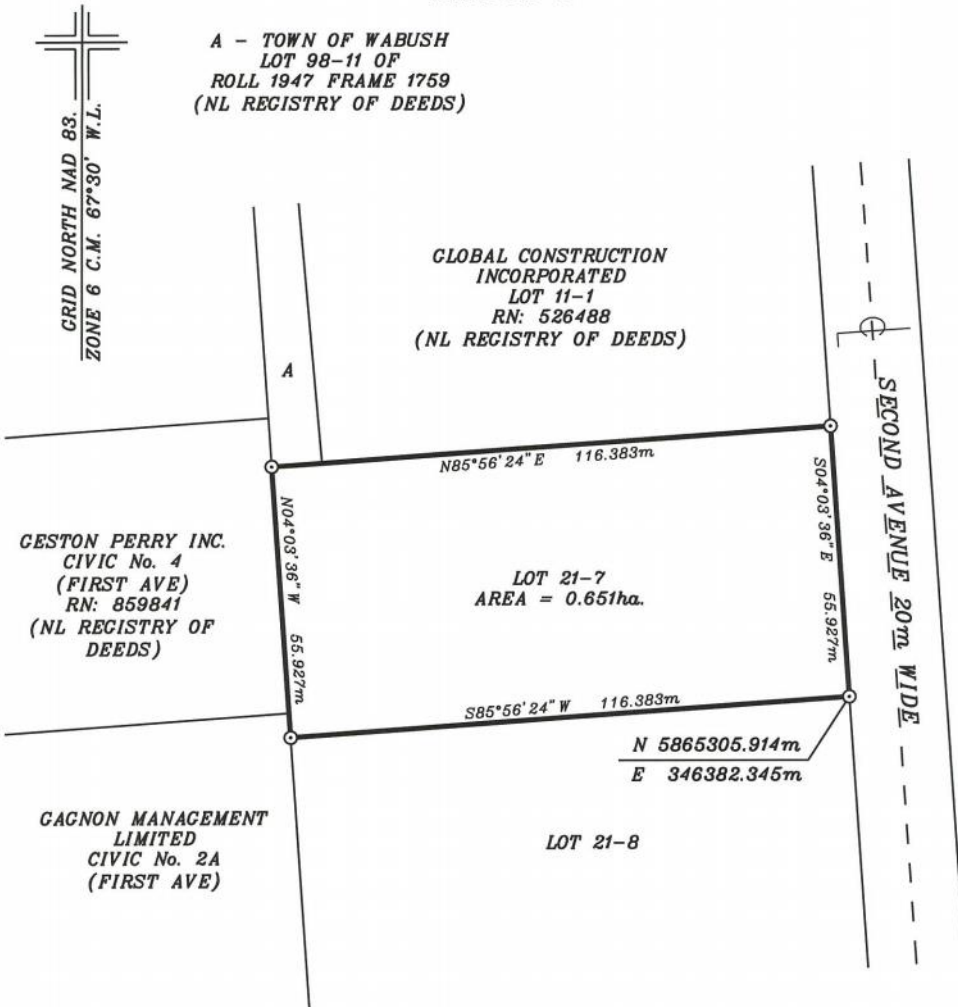 A - TOWN OF WABUSH
LOT 98-11 OF
ROLL 1947 FRAME 1759
(NL REGISTRY OF DEEDS)
GRID NORTH NAD 83.
ZONE 6 C.M. 67°30' W.L.
GLOBAL CONSTRUCTION
INCORPORATED
LOT 11-1
RN: 526488
(NL REGISTRY OF DEEDS)
A
N85°56'24"E 116.383m
SECOND AVENUE 20m WIDE
S04°03'36"E 55.927m
N04°03'36"W 55.927m
GESTON PERRY INC.
CIVIC No. 4
(FIRST AVE)
RN: 859841
(NL REGISTRY OF
DEEDS)
LOT 21-7
AREA = 0.651ha.
S85°56'24"W 116.383m
N 5865305.914m
E 346382.345m
GAGNON MANAGEMENT
LIMITED
CIVIC No. 2A
(FIRST AVE)
LOT 21-8